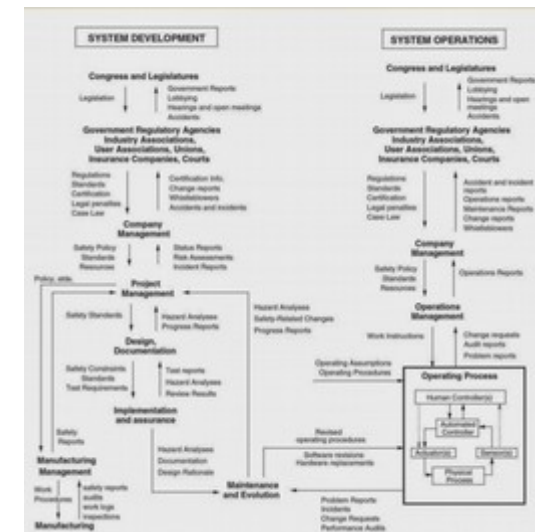 SYSTEM DEVELOPMENT
Congress and Legislatures
Legislation
Government Reports
Lobbying
Hearings and open meetings
Accidents
Government Regulatory Agencies
Industry Associations,
User Associations, Unions,
Insurance Companies, Courts
Regulations
Standards
Certification
Legal penalties
Case Law
Certification Info.
Change reports
Whistleblowers
Accidents and incidents
Company
Management
Safety Policy
Standards
Resources
Status Reports
Risk Assessments
Incident Reports
Policy, stds.
Project
Management
Safety Standards
Hazard Analyses
Progress Reports
Hazard Analyses
Safety-Related Changes
Progress Reports
Design,
Documentation
Safety Constraints
Standards
Test Requirements
Test reports
Hazard Analyses
Review Results
Implementation
and assurance
Safety
Reports
Hazard Analyses
Documentation
Design Rationale
Manufacturing
Management
Work
Procedures
safety reports
audits
work logs
inspections
Manufacturing
Maintenance
and Evolution
SYSTEM OPERATIONS
Congress and Legislatures
Legislation
Government Reports
Lobbying
Hearings and open
meetings
Accidents
Government Regulatory Agencies
Industry Associations,
User Associations, Unions,
Insurance Companies, Courts
Regulations
Standards
Certification
Legal penalties
Case Law
Accident and incident
reports
Operations reports
Maintenance Reports
Change reports
Whistleblowers
Company
Management
Safety Policy
Standards
Resources
Operations Reports
Operations
Management
Work Instructions
Change requests
Audit reports
Problem reports
Operating Assumptions
Operating Procedures
Operating Process
Human Controller(s)
Automated
Controller
Actuator(s)
Sensor(s)
Physical
Process
Revised
operating procedures
Software revisions
Hardware replacements
Problem Reports
Incidents
Change Requests
Performance Audits